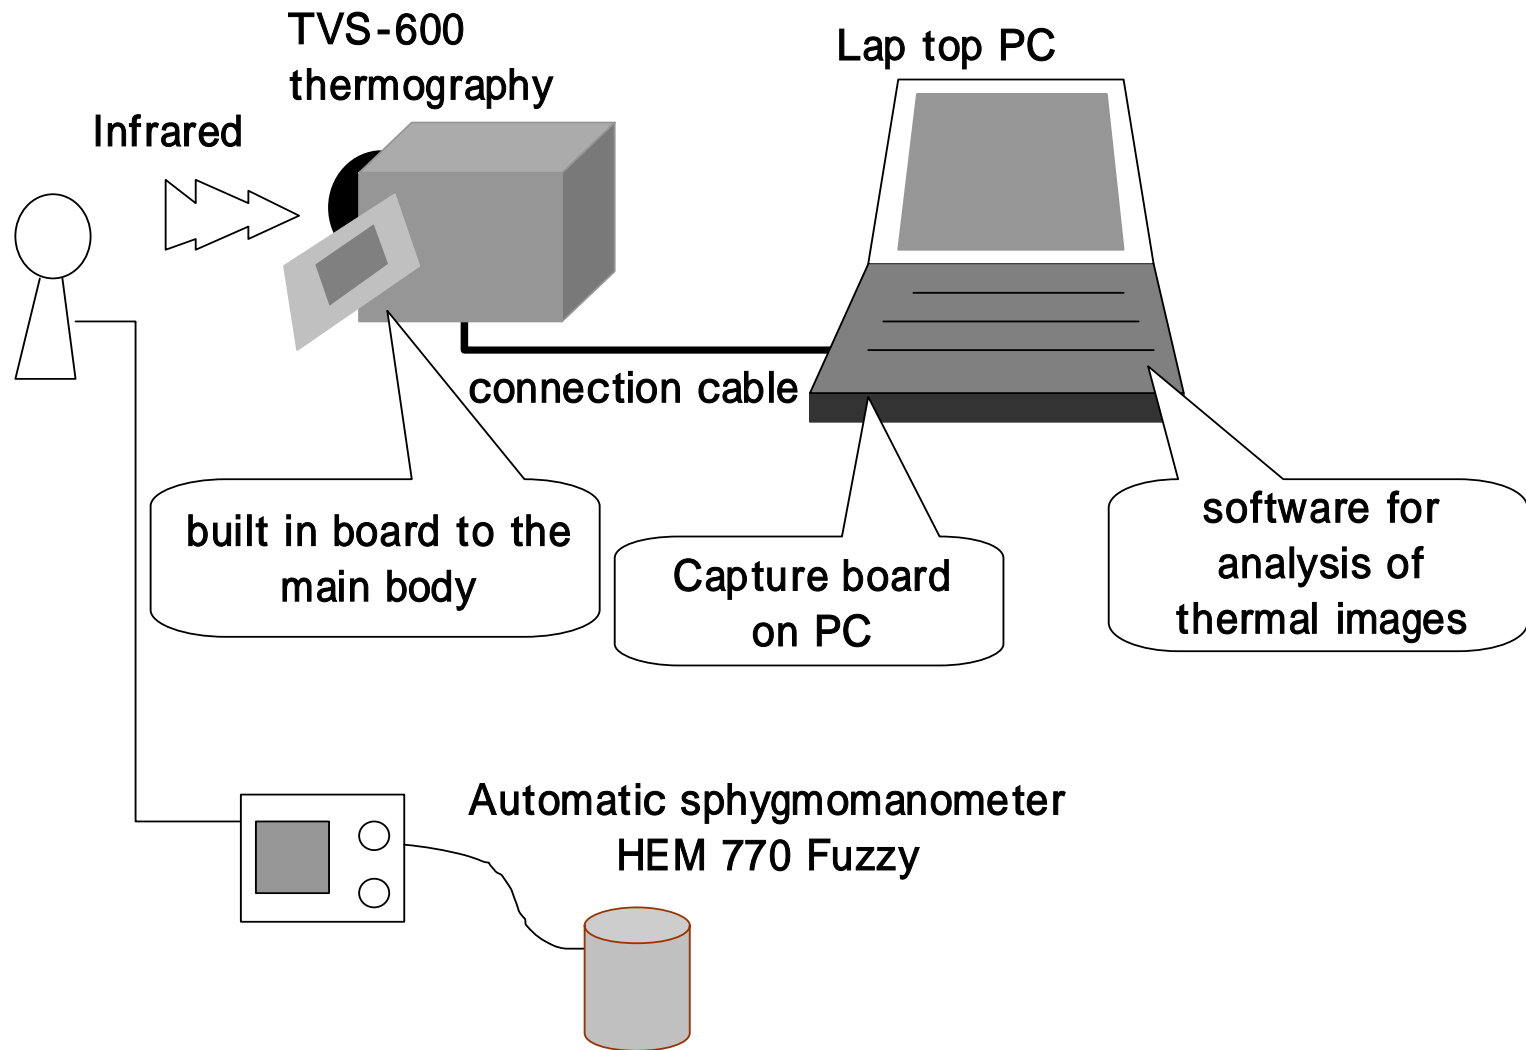 TVS-600
thermography
Lap top PC
Infrared
connection cable
built in board to the
main body
Capture board
on PC
software for
analysis of
thermal images
Automatic sphygmomanometer
HEM 770 Fuzzy